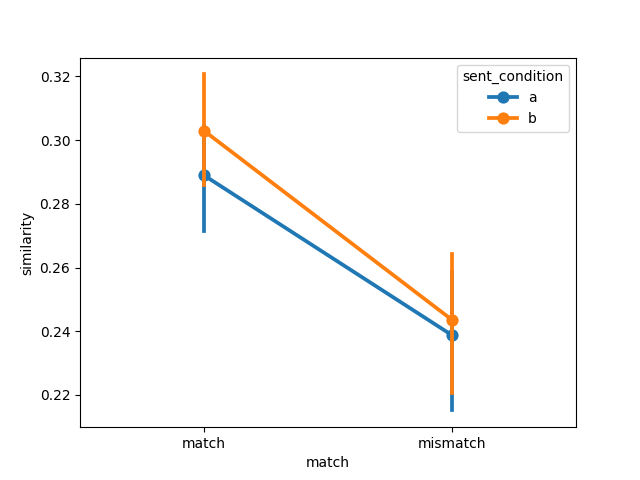 sent_condition
a
b
0.32
0.30
0.28
0.26
0.24
0.22
similarity
match
mismatch
match